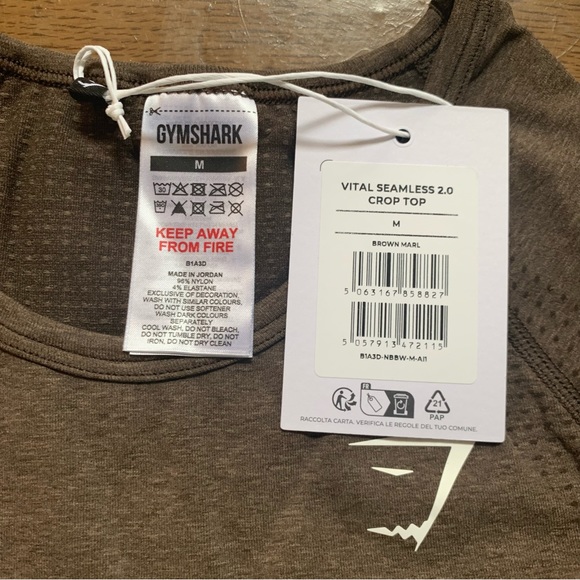 GYMSHARK
M
30
KEEP AWAY
FROM FIRE
B1A3D
MADE IN JORDAN
96% NYLON
4% ELASTANE
EXCLUSIVE OF DECORATION
WASH WITH SIMILAR COLOURS,
DO NOT USE SOFTENER
WASH DARK COLOURS
SEPARATELY
COOL WASH, DO NOT BLEACH,
DO NOT TUMBLE DRY, DO NOT
IRON, DO NOT DRY CLEAN
VITAL SEAMLESS 2.0
CROP TOP
M
BROWN MARL
5 063167 858827
5 057913 472115
B1A3D-NBBW-M-AI1
FR
21
PAP
RACCOLTA CARTA. VERIFICA LE REGOLE DEL TUO COMUNE.